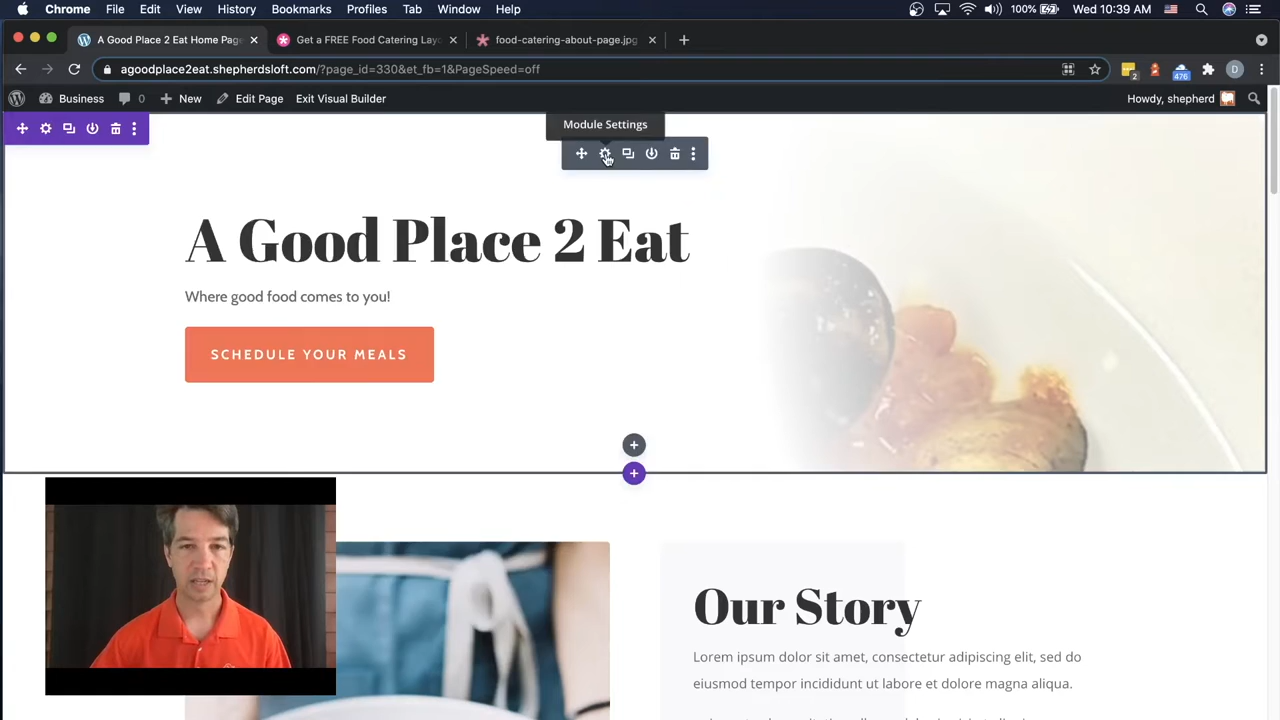 Chrome File Edit View History Bookmarks Profiles Tab Window Help 100% Wed 10:39 AM
A Good Place 2 Eat Home Pag
Get a FREE Food Catering Layo
food-catering-about-page.jpg
agoodplace2eat.shepherdsloft.com/?page_id=330&et_fb=1&PageSpeed=off
2
476
D
Business 0 New Edit Page Exit Visual Builder Howdy, shepherd
Module Settings
A Good Place 2 Eat
Where good food comes to you!
SCHEDULE YOUR MEALS
Our Story
Lorem ipsum dolor sit amet, consectetur adipiscing elit, sed do
eiusmod tempor incididunt ut labore et dolore magna aliqua.